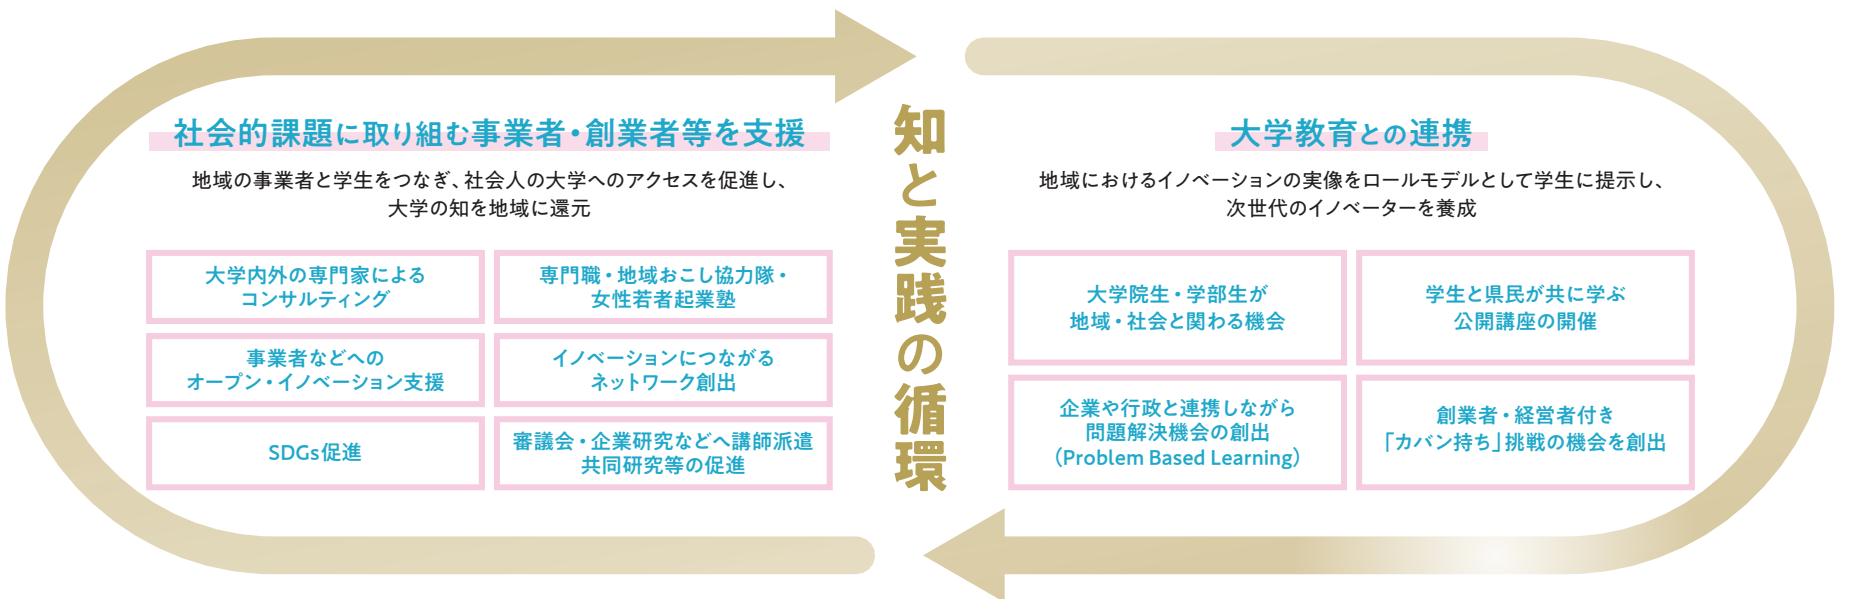 社会的課題に取り組む事業者・創業者等を支援
地域の事業者と学生をつなぎ、社会人の大学へのアクセスを促進し、
大学の知を地域に還元
大学内外の専門家による
コンサルティング
専門職・地域おこし協力隊・
女性若者起業塾
事業者などへの
オープン・イノベーション支援
イノベーションにつながる
ネットワーク創出
SDGs促進
審議会・企業研究などへ講師派遣
共同研究等の促進
知と実践の循環
大学教育との連携
地域におけるイノベーションの実像をロールモデルとして学生に提示し、
次世代のイノベーターを養成
大学院生・学部生が
地域・社会と関わる機会
学生と県民が共に学ぶ
公開講座の開催
企業や行政と連携しながら
問題解決機会の創出
（Problem Based Learning）
創業者・経営者付き
「カバン持ち」挑戦の機会を創出